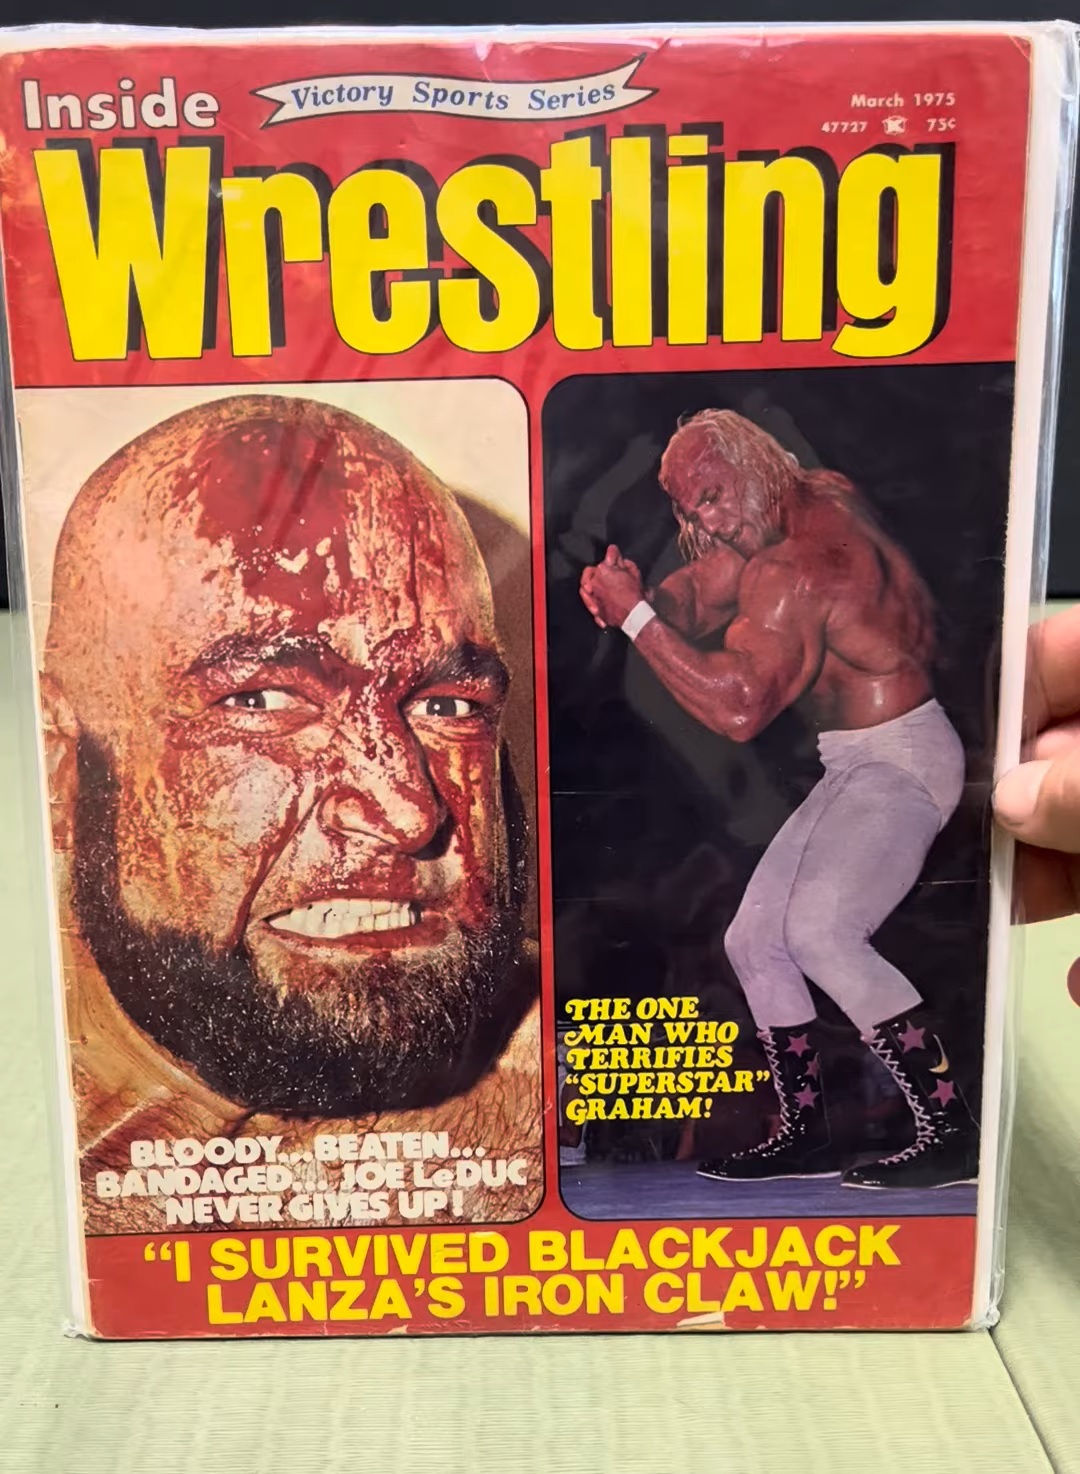 Inside
Victory Sports Series
March 1975
47727 K 75¢
Wrestling
BLOODY...BEATEN...
BANDAGED... JOE LeDUC
NEVER GIVES UP!
THE ONE
MAN WHO
TERRIFIES
"SUPERSTAR"
GRAHAM!
"I SURVIVED BLACKJACK
LANZA'S IRON CLAW!"